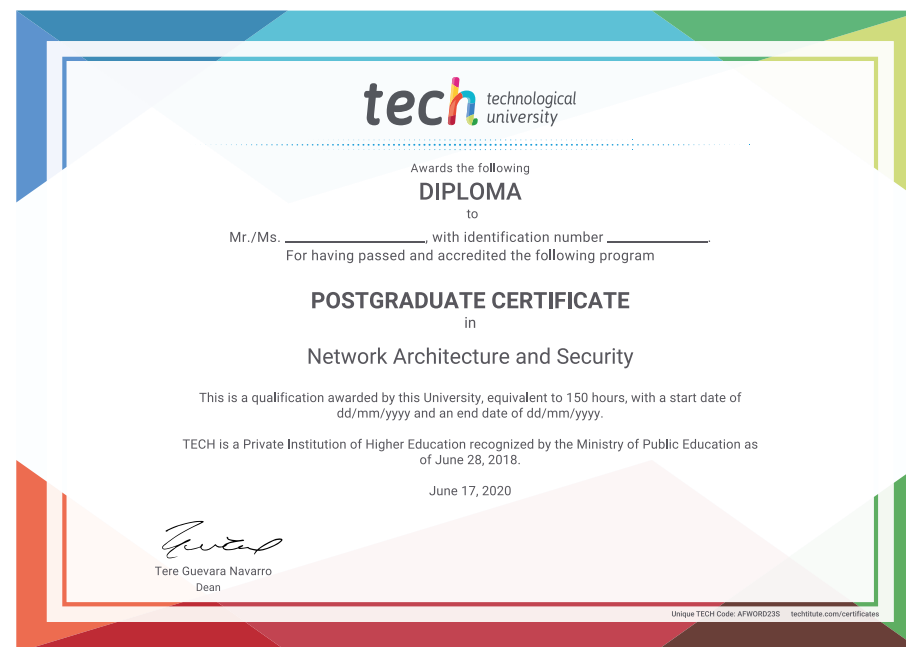 tech technological
university
Awards the following
DIPLOMA
to
Mr./Ms. ____________________, with identification number ______________.
For having passed and accredited the following program
POSTGRADUATE CERTIFICATE
in
Network Architecture and Security
This is a qualification awarded by this University, equivalent to 150 hours, with a start date of
dd/mm/yyyy and an end date of dd/mm/yyyy.
TECH is a Private Institution of Higher Education recognized by the Ministry of Public Education as
of June 28, 2018.
June 17, 2020
Tere Guevara Navarro
Dean
Unique TECH Code: AFWORD23S techtitute.com/certificates